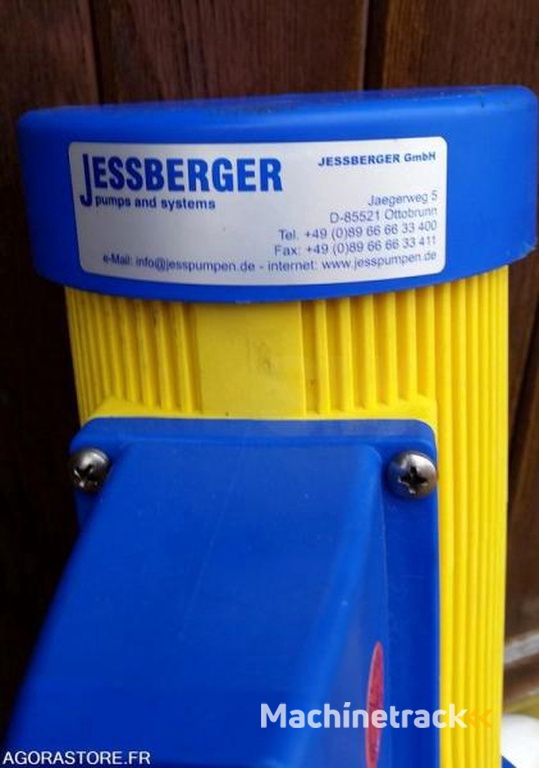 JESSBERGER
pumps and systems
JESSBERGER GmbH
Jaegerweg 5
D-85521 Ottobrunn
Tel. +49 (0)89 66 66 33 400
Fax: +49 (0)89 66 66 33 411
e-Mail: info@jesspumpen.de - internet: www.jesspumpen.de
Machinetrack
AGORASTORE.FR